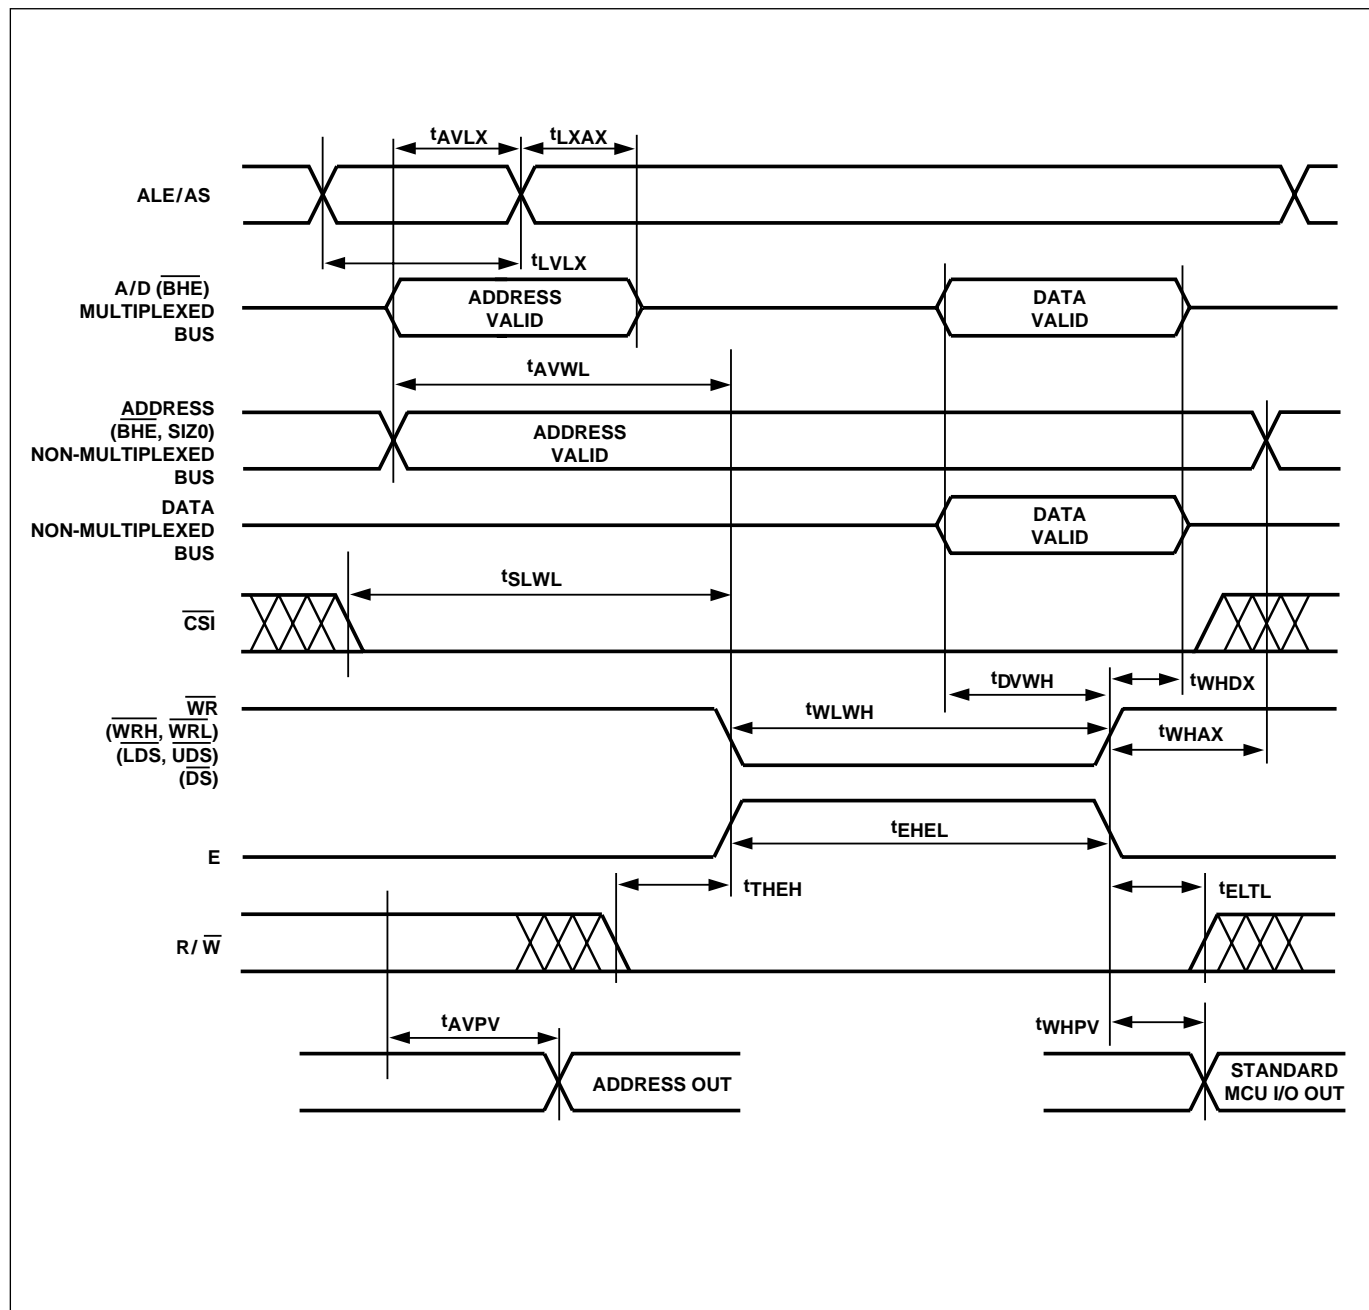 tAVLX tLXAX
ALE/AS
tLVLX
A/D (BHE)
MULTIPLEXED
BUS
ADDRESS
VALID
DATA
VALID
tAVWL
ADDRESS
(BHE, SIZ0)
NON-MULTIPLEXED
BUS
ADDRESS
VALID
DATA
NON-MULTIPLEXED
BUS
DATA
VALID
tSLWL
CSI
tDVWH tWHDX
WR
(WRH, WRL)
(LDS, UDS)
(DS)
tWLWH
tWHAX
tEHEL
E
tTHEH
tELTL
R/ W
tAVPV
tWHPV
ADDRESS OUT
STANDARD
MCU I/O OUT